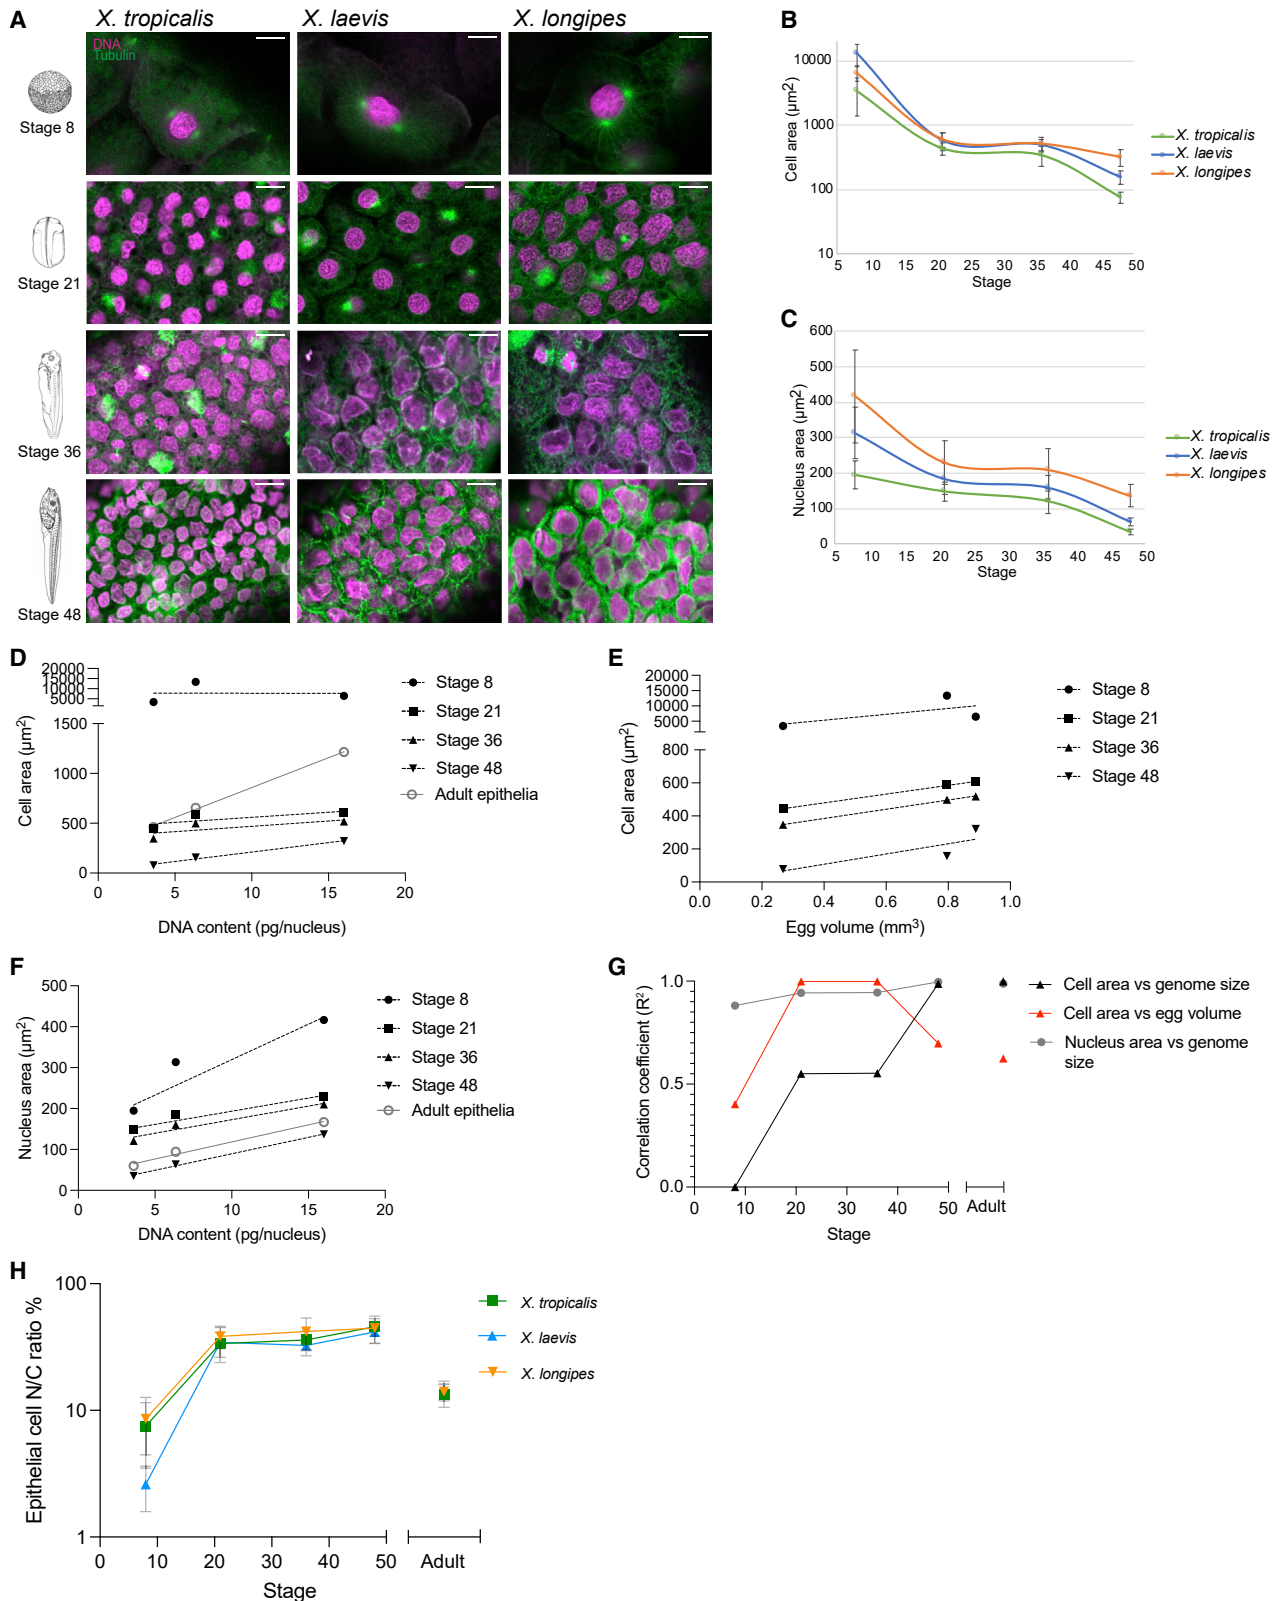 A
X. tropicalis
X. laevis
X. longipes
DNA
Tubulin
Stage 8
Stage 21
Stage 36
Stage 48
B
Cell area (µm2)
10000
1000
100
10
5 10 15 20 25 30 35 40 45 50
Stage
X. tropicalis
X. laevis
X. longipes
C
Nucleus area (µm2)
600
500
400
300
200
100
0
5 10 15 20 25 30 35 40 45 50
Stage
X. tropicalis
X. laevis
X. longipes
D
Cell area (µm2)
20000
15000
10000
5000
1500
1000
500
0
0 5 10 15 20
DNA content (pg/nucleus)
Stage 8
Stage 21
Stage 36
Stage 48
Adult epithelia
E
Cell area (µm2)
20000
15000
10000
5000
800
600
400
200
0
0.0 0.2 0.4 0.6 0.8 1.0
Egg volume (mm3)
Stage 8
Stage 21
Stage 36
Stage 48
F
Nucleus area (µm2)
500
400
300
200
100
0
0 5 10 15 20
DNA content (pg/nucleus)
Stage 8
Stage 21
Stage 36
Stage 48
Adult epithelia
G
Correlation coefficient (R2)
1.0
0.5
0.0
0 10 20 30 40 50 Adult
Stage
Cell area vs genome size
Cell area vs egg volume
Nucleus area vs genome
size
H
Epithelial cell N/C ratio %
100
10
1
0 10 20 30 40 50 Adult
Stage
X. tropicalis
X. laevis
X. longipes